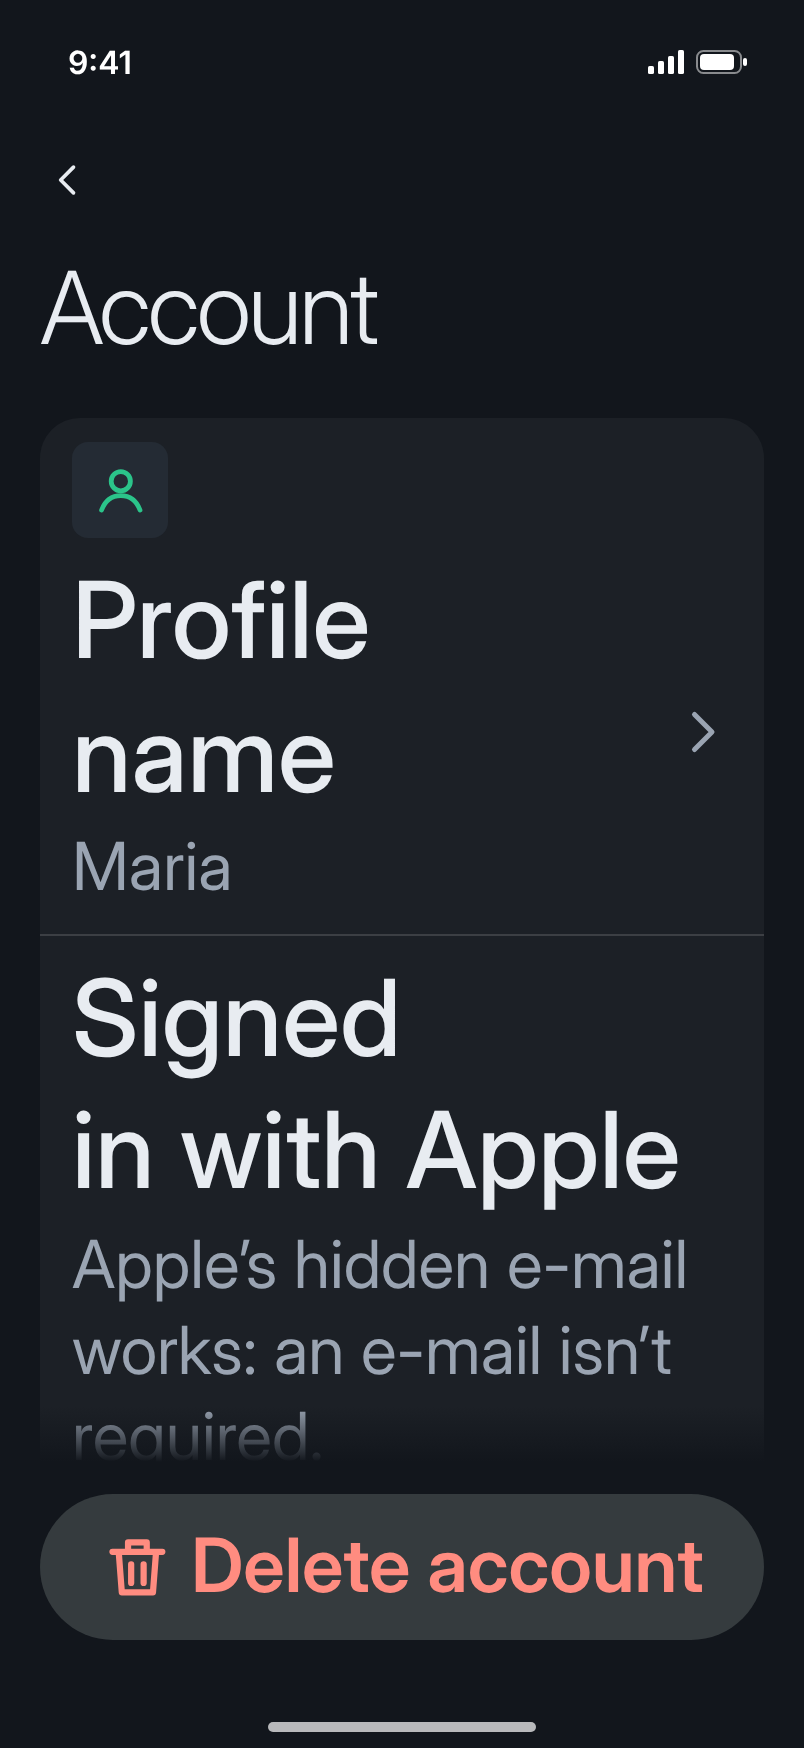 9:41
Account
Profile
name
Maria
Signed
in with Apple
Apple’s hidden e-mail
works: an e-mail isn’t
required.
Delete account